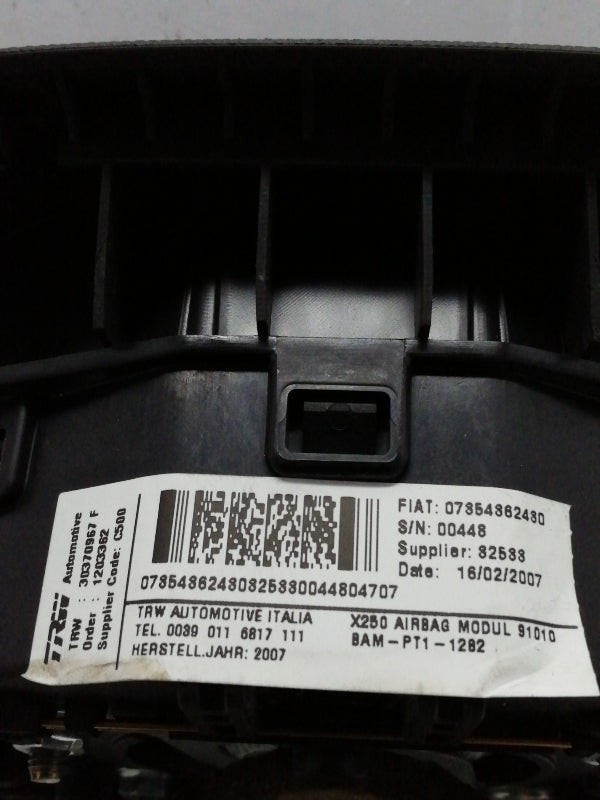 TRW Automotive
TRW : 30370967 F
Order : 1203362
Supplier Code: C500
FIAT: 07354362430
S/N: 00448
Supplier: 32533
Date: 16/02/2007
07354362430325330044804707
TRW AUTOMOTIVE ITALIA
TEL. 0039 011 6817 111
HERSTELL.JAHR: 2007
X250 AIRBAG MODUL 91010
BAM-PT1-1282